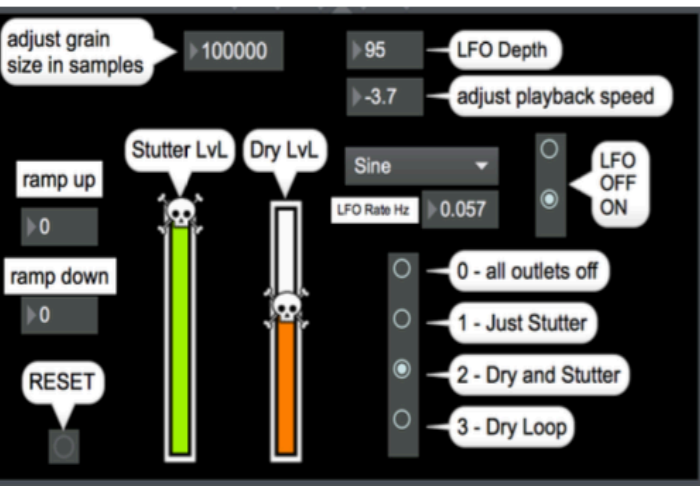 adjust grain
size in samples
100000
95
LFO Depth
-3.7
adjust playback speed
Stutter LvL
Dry LvL
Sine
LFO
OFF
ON
ramp up
0
LFO Rate Hz
0.057
ramp down
0
0 - all outlets off
1 - Just Stutter
RESET
2 - Dry and Stutter
3 - Dry Loop